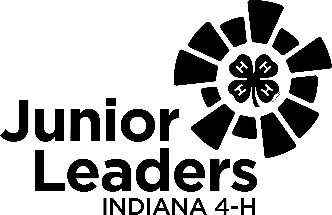 H H
H H
Junior
Leaders
INDIANA 4-H